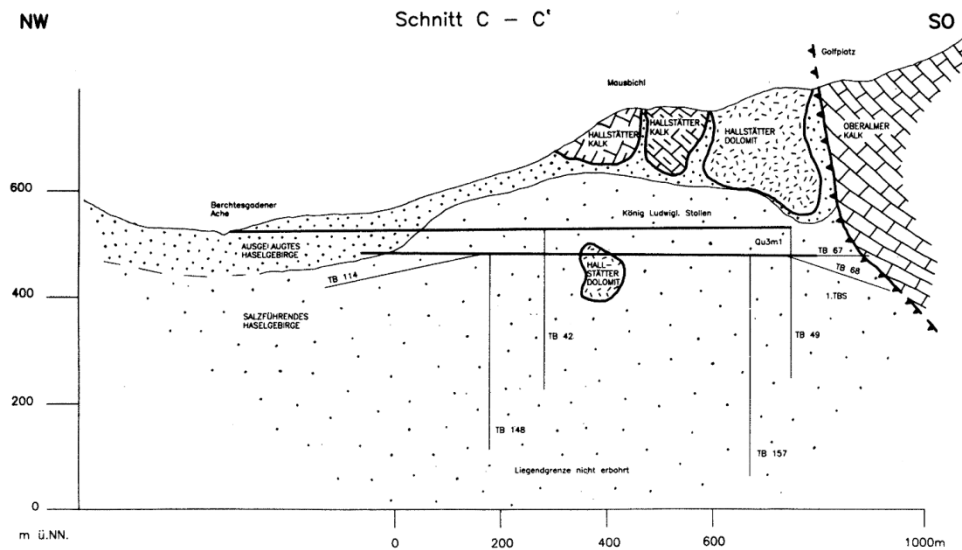 NW
Schnitt C – C'
SO
Golfplatz
Mausbichl
HALLSTÄTTER
KALK
HALLSTÄTTER
KALK
HALLSTÄTTER
DOLOMIT
OBERALMER
KALK
600
Berchtesgadener
Ache
König Ludwigl. Stollen
AUSGELAUGTES
HASELGEBIRGE
Qu3m1
TB 67
TB 68
TB 114
HALL-
STÄTTER
DOLOMIT
1.TBS
400
SALZFÜHRENDES
HASELGEBIRGE
TB 42
TB 49
200
TB 148
TB 157
Liegendgrenze nicht erbohrt
0
m ü.NN.
0
200
400
600
800
1000m